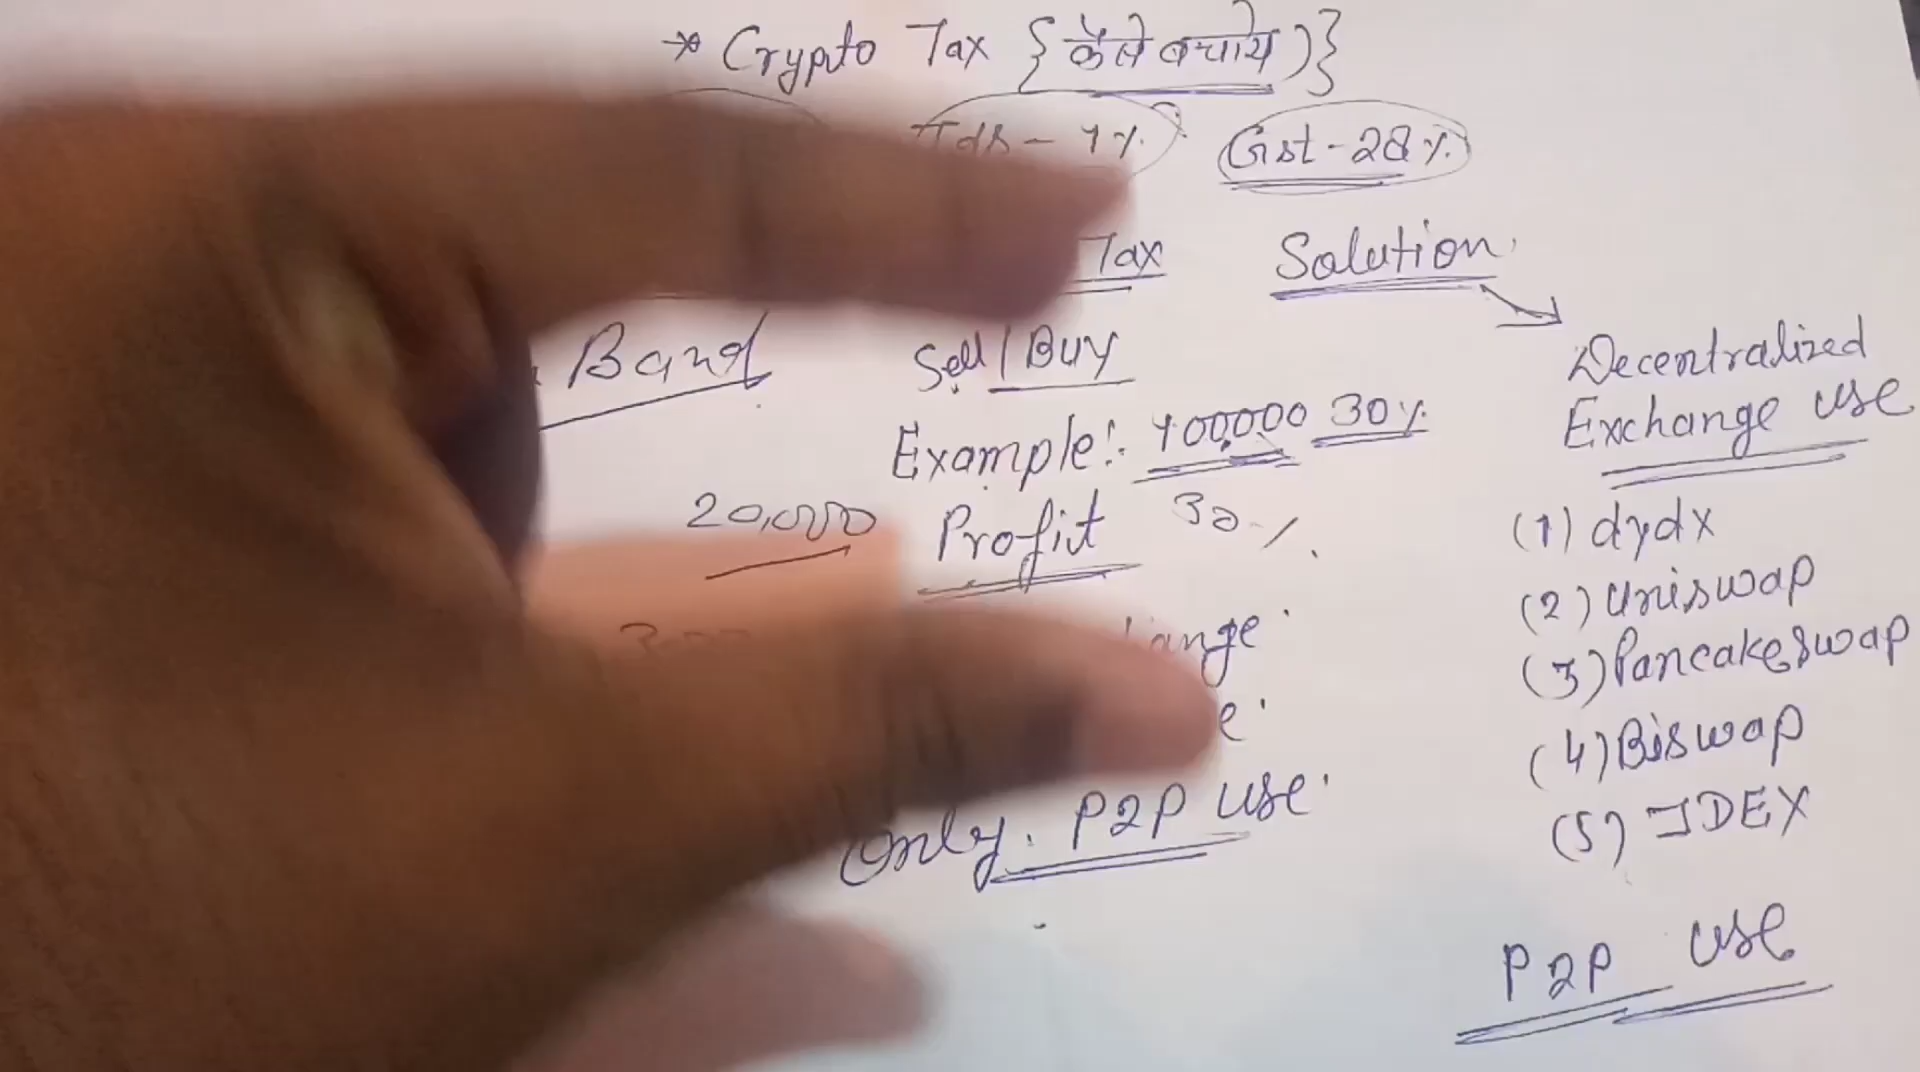 * Crypto Tax {कैसे बचाये)}
Tds - 1% Gst - 28%
Tax Solution
Band Sell / Buy
Decentralized
Exchange use
Example:- 100,000 30%
20,000 Profit 30%
(1) dydx
(2) Uniswap
(3) Pancakeswap
(4) Biswap
(5) IDEX
Only P2P use
P2P use